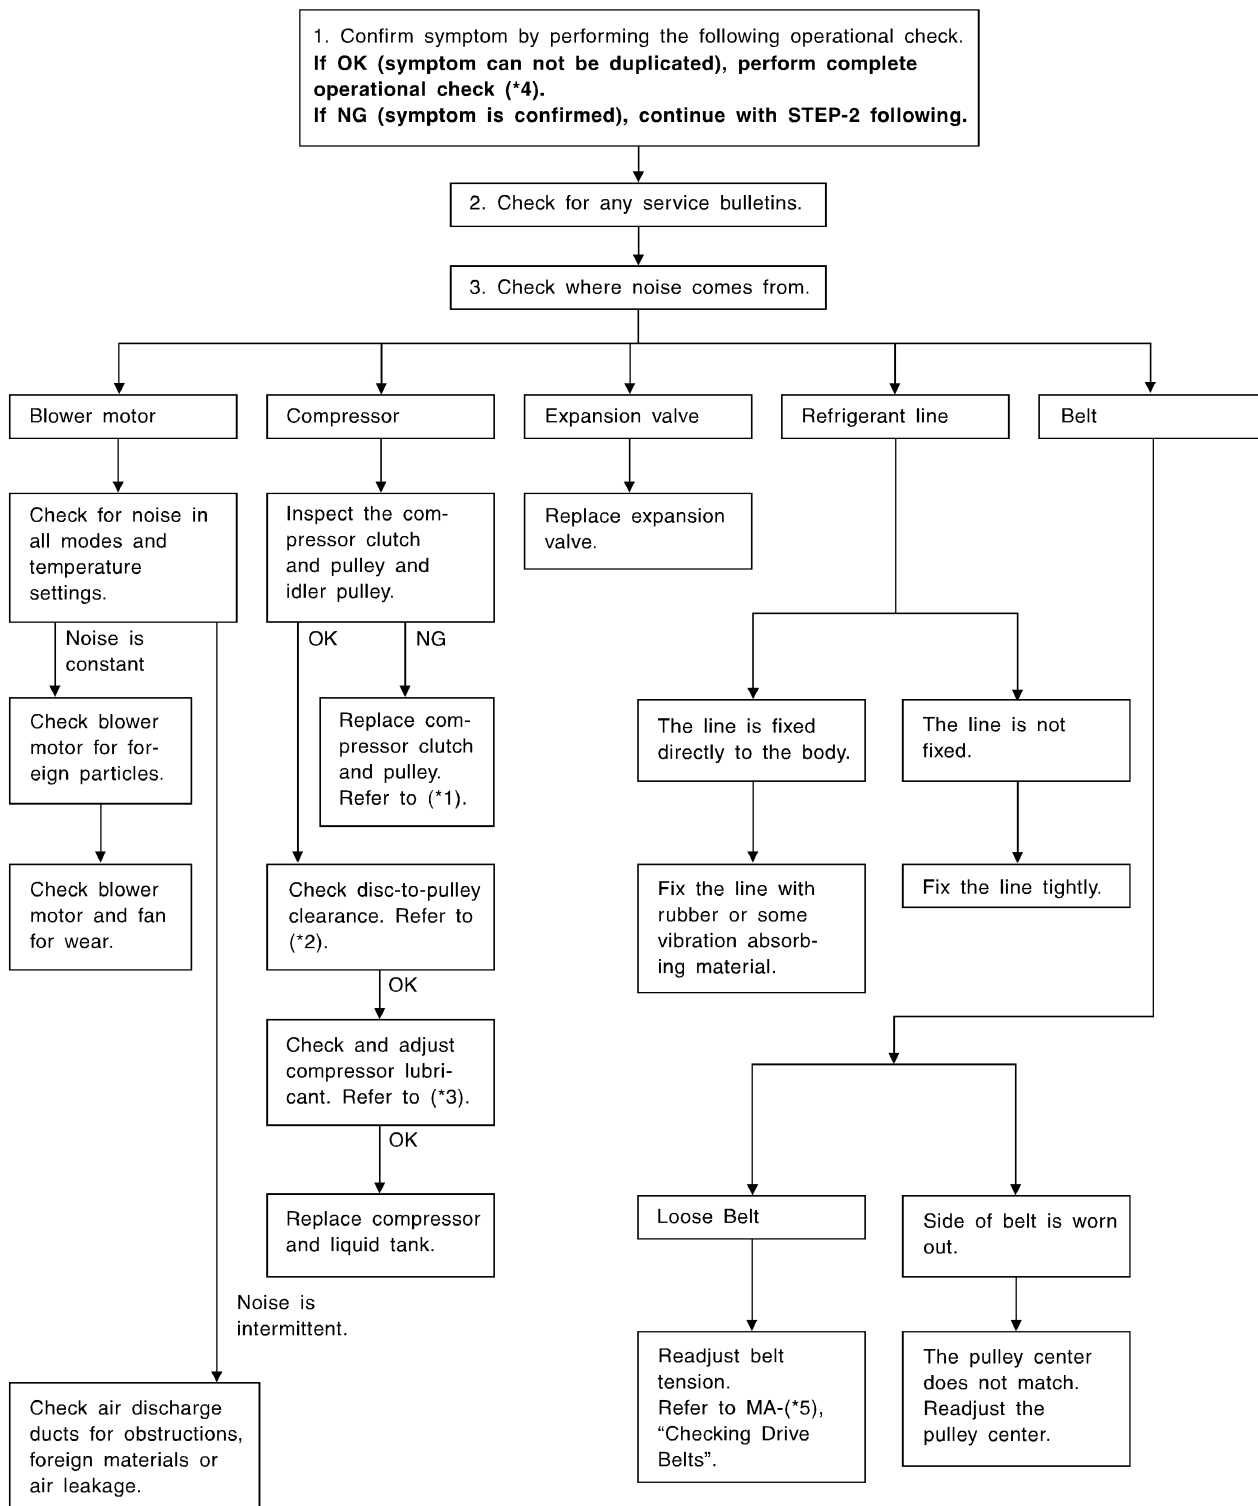 1. Confirm symptom by performing the following operational check.
If OK (symptom can not be duplicated), perform complete
operational check (*4).
If NG (symptom is confirmed), continue with STEP-2 following.
2. Check for any service bulletins.
3. Check where noise comes from.
Blower motor
Compressor
Expansion valve
Refrigerant line
Belt
Check for noise in
all modes and
temperature
settings.
Inspect the com-
pressor clutch
and pulley and
idler pulley.
Replace expansion
valve.
Noise is
constant
OK
NG
Check blower
motor for for-
eign particles.
Replace com-
pressor clutch
and pulley.
Refer to (*1).
The line is fixed
directly to the body.
The line is not
fixed.
Check blower
motor and fan
for wear.
Check disc-to-pulley
clearance. Refer to
(*2).
Fix the line with
rubber or some
vibration absorb-
ing material.
Fix the line tightly.
OK
Check and adjust
compressor lubri-
cant. Refer to (*3).
OK
Replace compressor
and liquid tank.
Loose Belt
Side of belt is worn
out.
Noise is
intermittent.
Readjust belt
tension.
Refer to MA-(*5),
“Checking Drive
Belts”.
The pulley center
does not match.
Readjust the
pulley center.
Check air discharge
ducts for obstructions,
foreign materials or
air leakage.